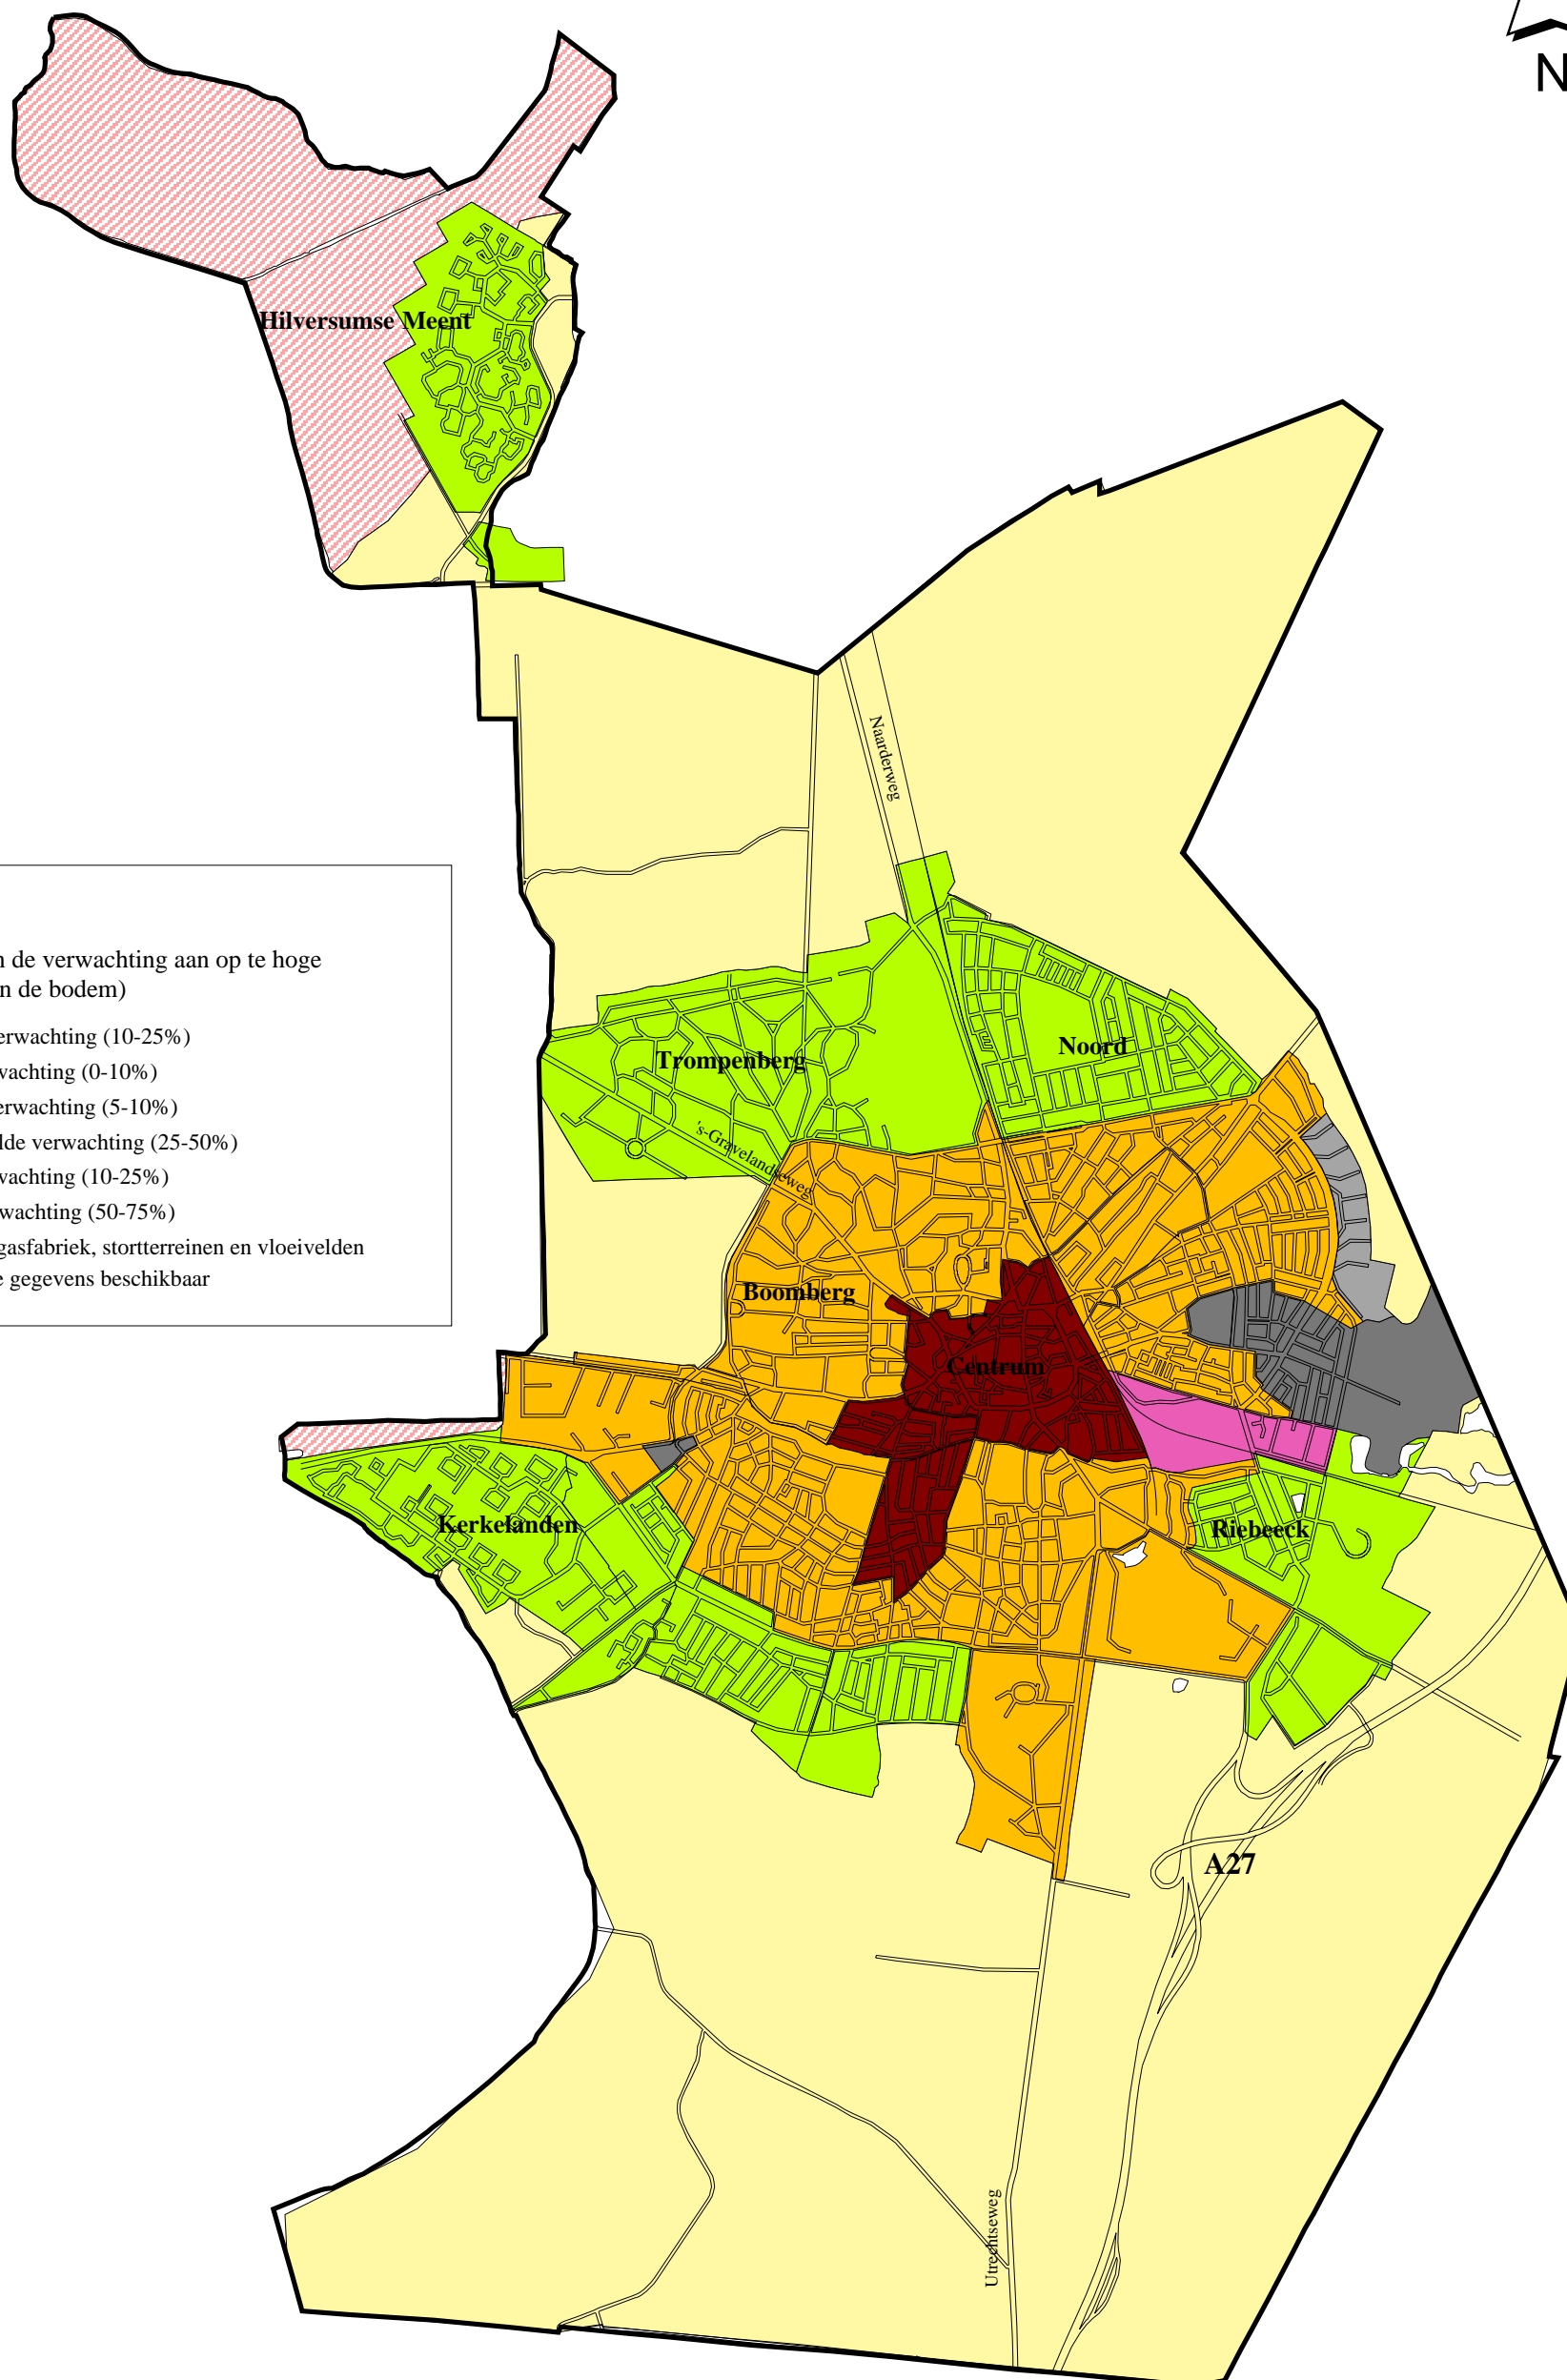 N
Hilversumse Meent
Naarderweg
n de verwachting aan op te hoge
n de bodem)
erwachting (10-25%)
wachting (0-10%)
erwachting (5-10%)
lde verwachting (25-50%)
wachting (10-25%)
wachting (50-75%)
gasfabriek, stortterreinen en vloeivelden
e gegevens beschikbaar
Noord
Trompenberg
's-Gravelandseweg
Boomberg
Centrum
Kerkelanden
Riebeeck
A27
Utrechtseweg